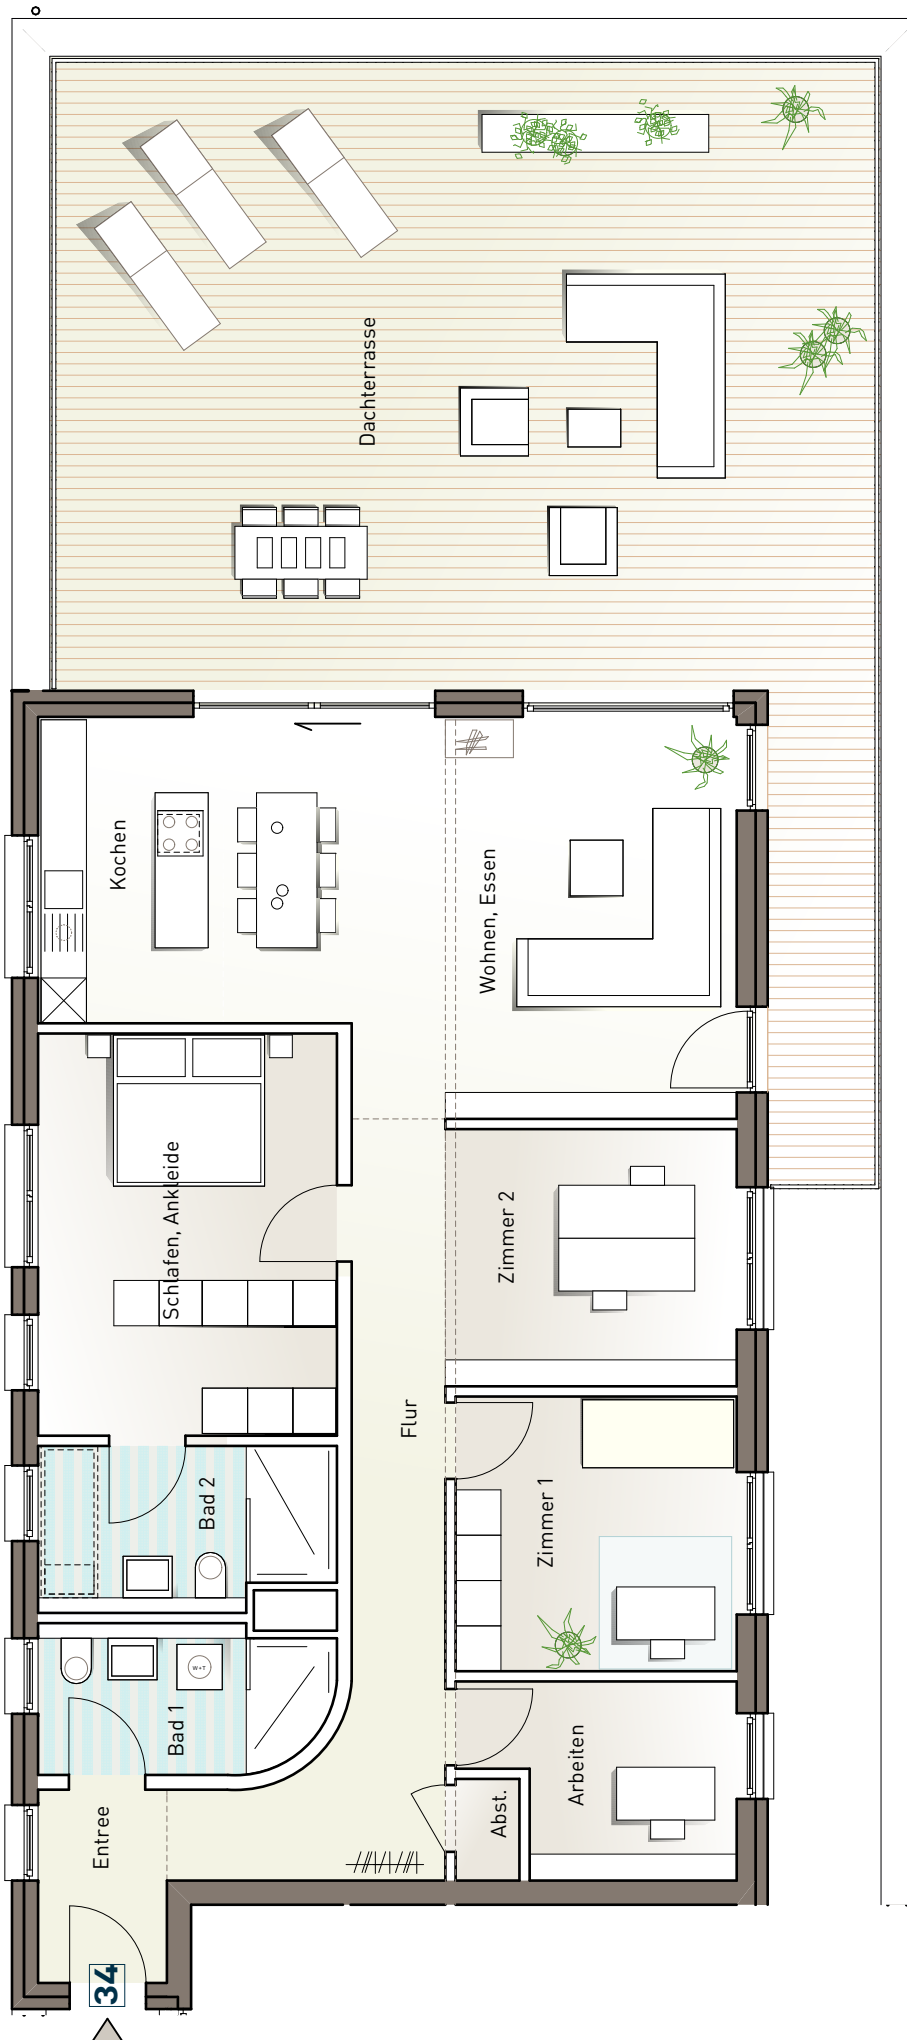 Dachterrasse
Kochen
Wohnen, Essen
Schlafen, Ankleide
Zimmer 2
Flur
Bad 2
Zimmer 1
W+T
Bad 1
Arbeiten
Abst.
Entree
34